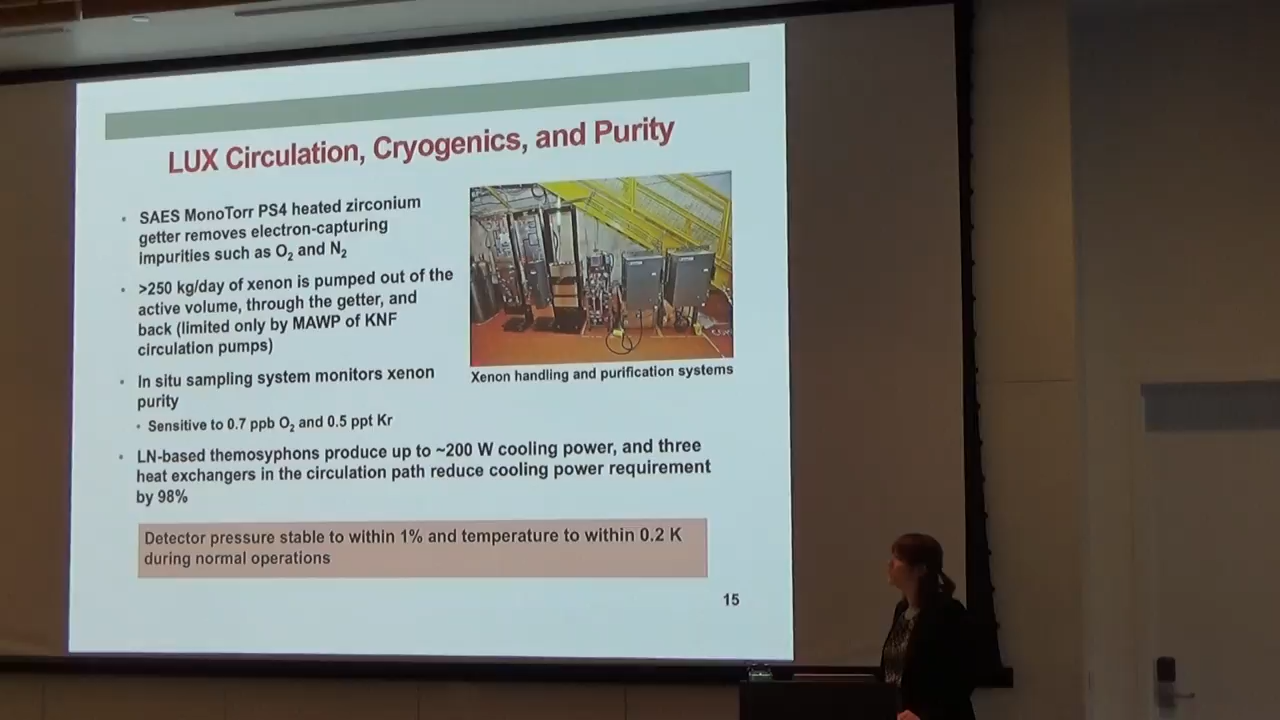 LUX Circulation, Cryogenics, and Purity
• SAES MonoTorr PS4 heated zirconium
getter removes electron-capturing
impurities such as O₂ and N₂
• >250 kg/day of xenon is pumped out of the
active volume, through the getter, and
back (limited only by MAWP of KNF
circulation pumps)
• In situ sampling system monitors xenon
purity
• Sensitive to 0.7 ppb O₂ and 0.5 ppt Kr
• LN-based themosyphons produce up to ~200 W cooling power, and three
heat exchangers in the circulation path reduce cooling power requirement
by 98%
Xenon handling and purification systems
Detector pressure stable to within 1% and temperature to within 0.2 K
during normal operations
15